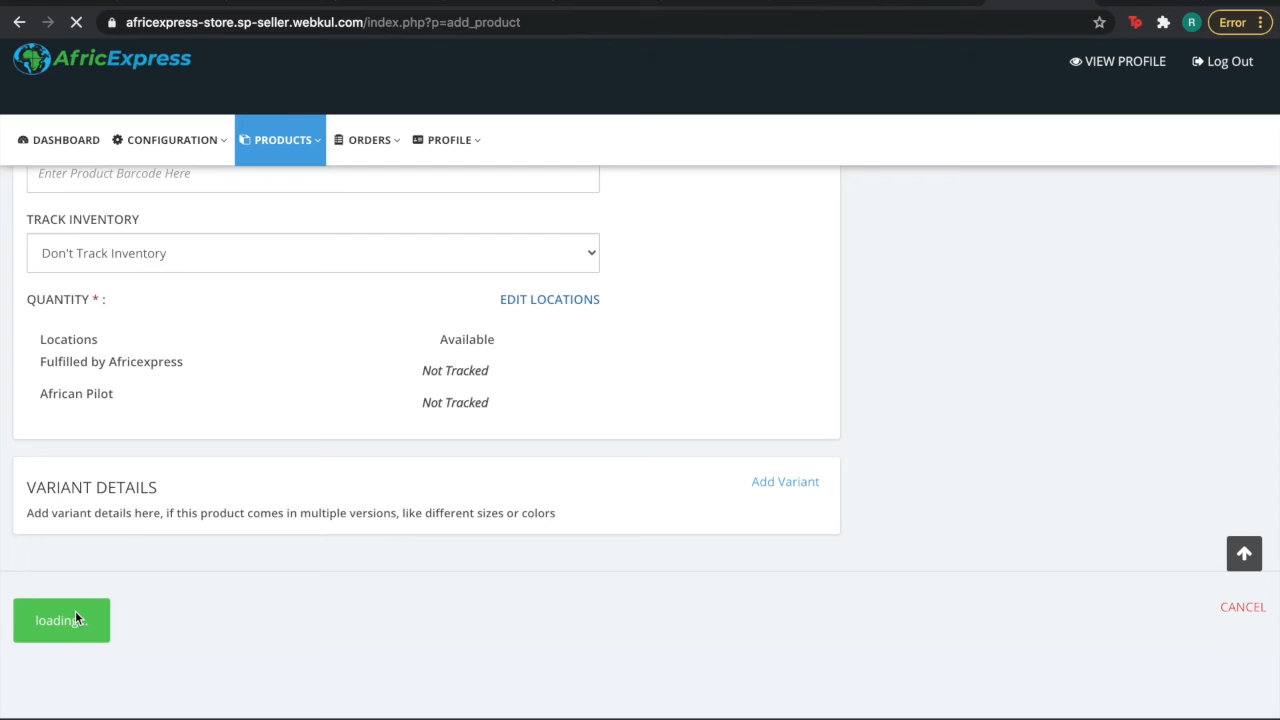 africexpress-store.sp-seller.webkul.com/index.php?p=add_product
R
Error
AfricExpress
VIEW PROFILE
Log Out
DASHBOARD
CONFIGURATION
PRODUCTS
ORDERS
PROFILE
Enter Product Barcode Here
TRACK INVENTORY
Don't Track Inventory
QUANTITY * :
EDIT LOCATIONS
Locations
Available
Fulfilled by Africexpress
Not Tracked
African Pilot
Not Tracked
VARIANT DETAILS
Add Variant
Add variant details here, if this product comes in multiple versions, like different sizes or colors
CANCEL